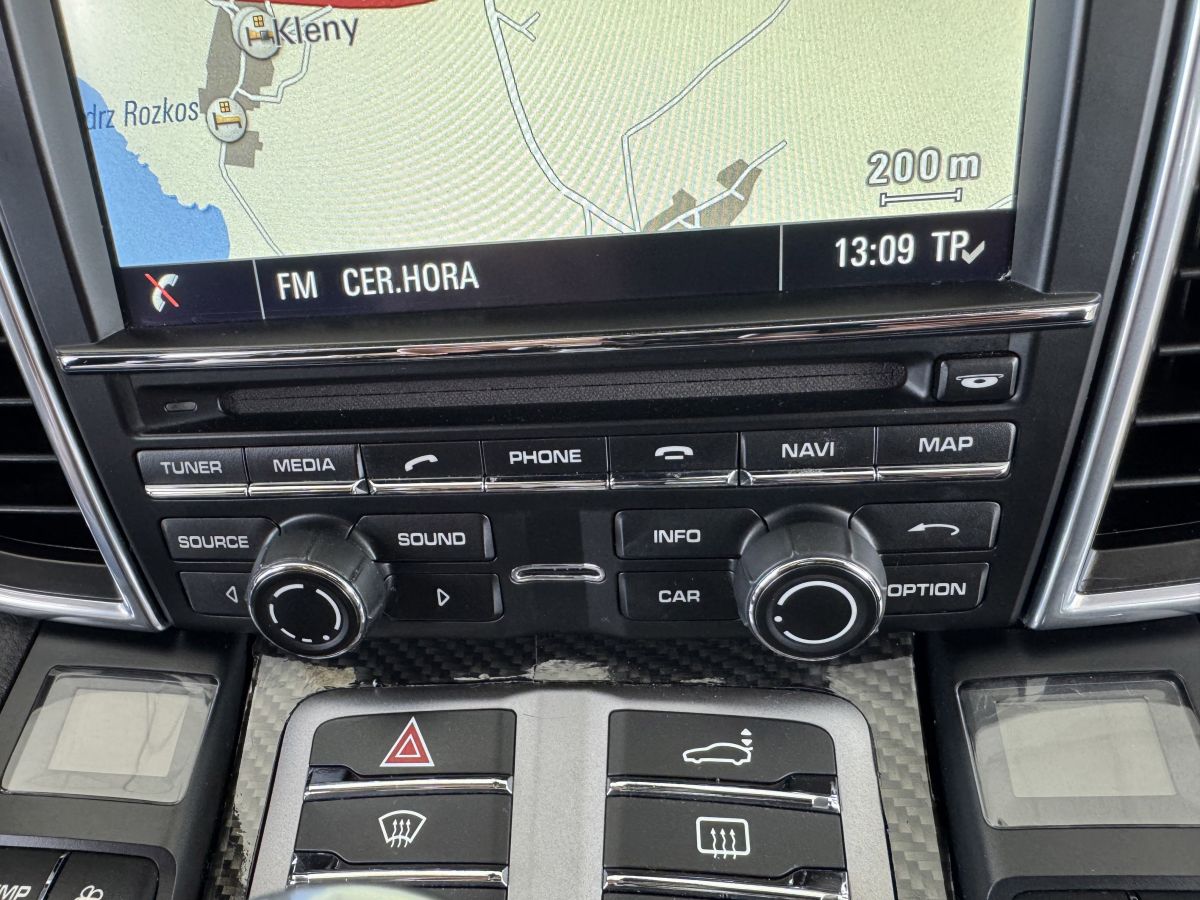 Kleny
drz Rozkos
200 m
FM CER.HORA
13:09 TP
TUNER MEDIA PHONE NAVI MAP
SOURCE SOUND INFO
CAR OPTION